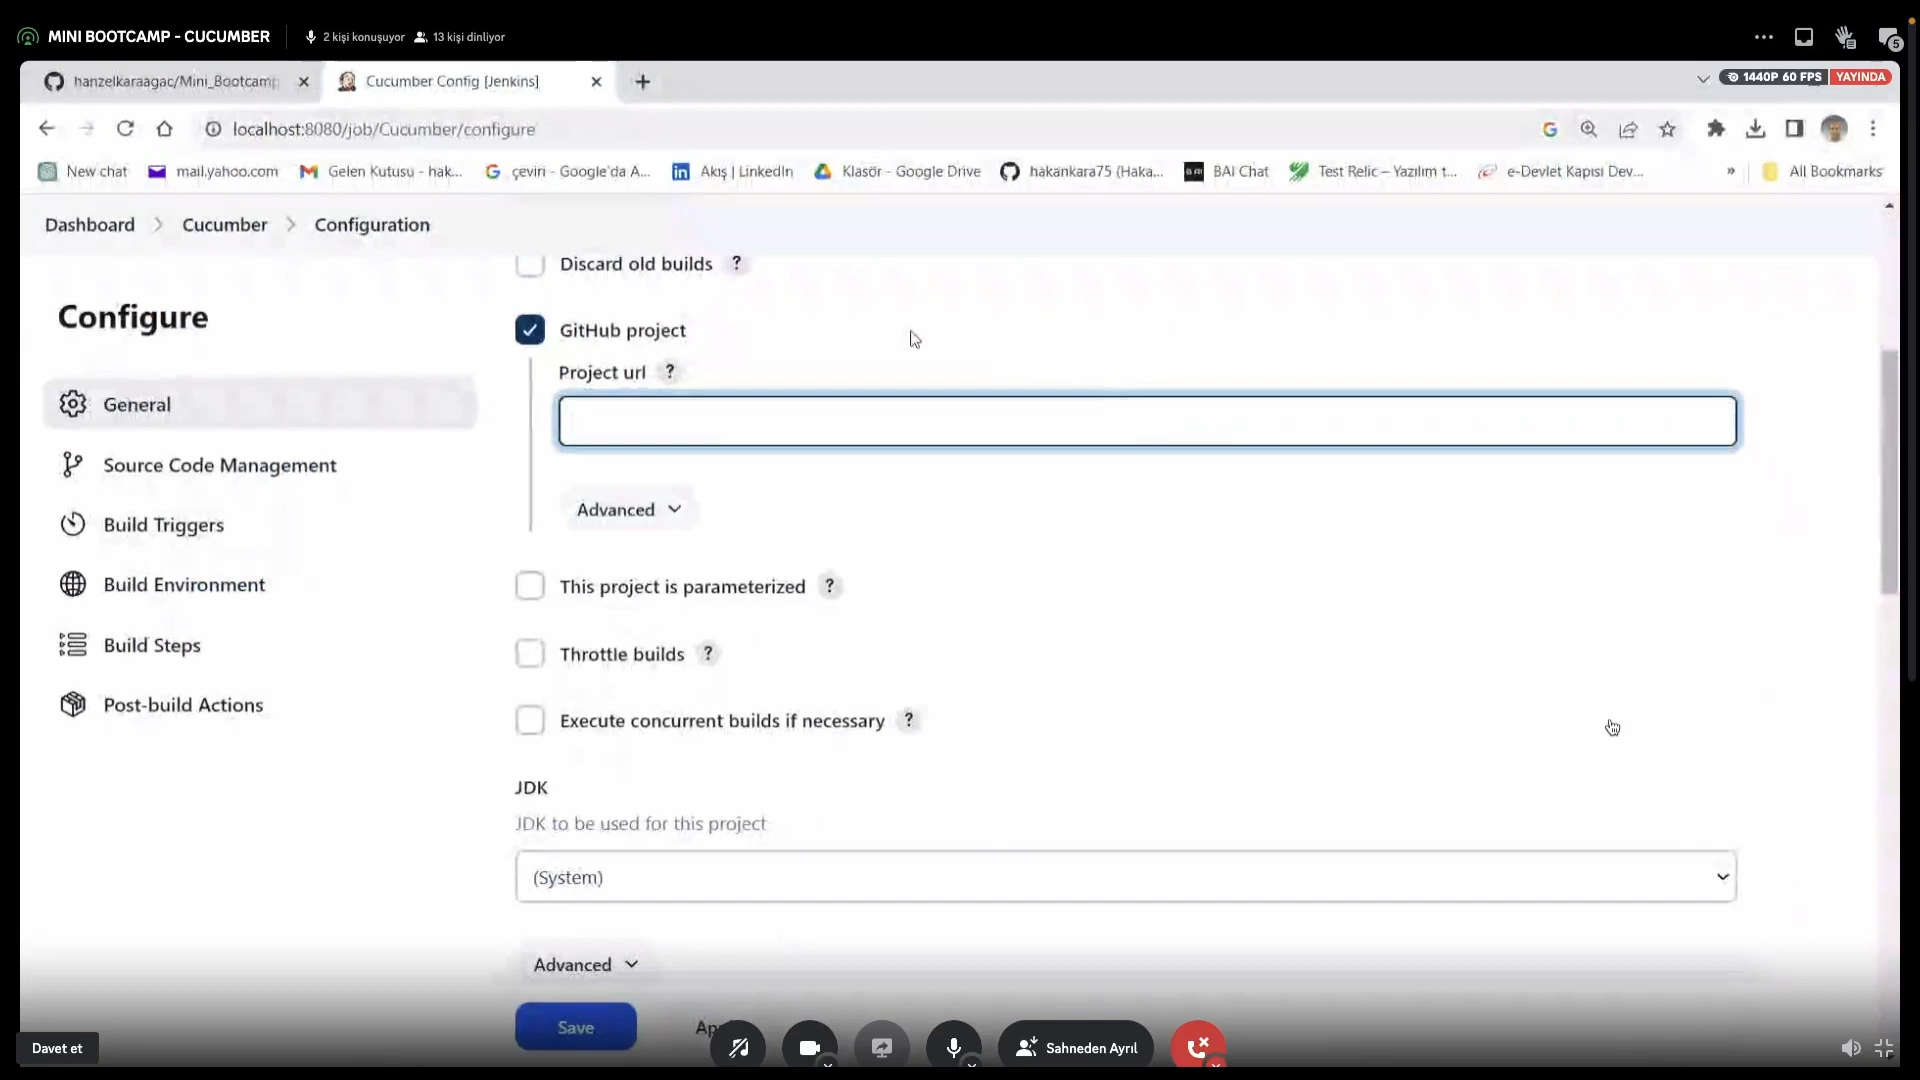 MINI BOOTCAMP - CUCUMBER
2 kişi konuşuyor
13 kişi dinliyor
5
hanzelkaraagac/Mini_Bootcamp
Cucumber Config [Jenkins]
1440P 60 FPS
YAYINDA
localhost:8080/job/Cucumber/configure
New chat
mail.yahoo.com
Gelen Kutusu - hak...
çeviri - Google'da A...
Akış | LinkedIn
Klasör - Google Drive
hakankara75 (Haka...
BAI Chat
Test Relic – Yazılım t...
e-Devlet Kapısı Dev...
»
All Bookmarks
Dashboard > Cucumber > Configuration
Discard old builds ?
Configure
GitHub project
Project url ?
General
Source Code Management
Advanced
Build Triggers
Build Environment
This project is parameterized ?
Build Steps
Throttle builds ?
Post-build Actions
Execute concurrent builds if necessary ?
JDK
JDK to be used for this project
(System)
Advanced
Save
Davet et
Sahneden Ayrıl